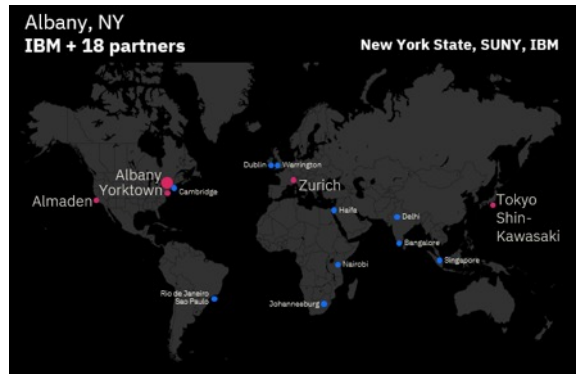 Albany, NY
IBM + 18 partners
New York State, SUNY, IBM
Dublin
Warrington
Albany
Yorktown
Cambridge
Almaden
Zurich
Tokyo
Shin-
Kawasaki
Haifa
Delhi
Bangalore
Singapore
Nairobi
Rio de Janeiro
Sao Paulo
Johannesburg